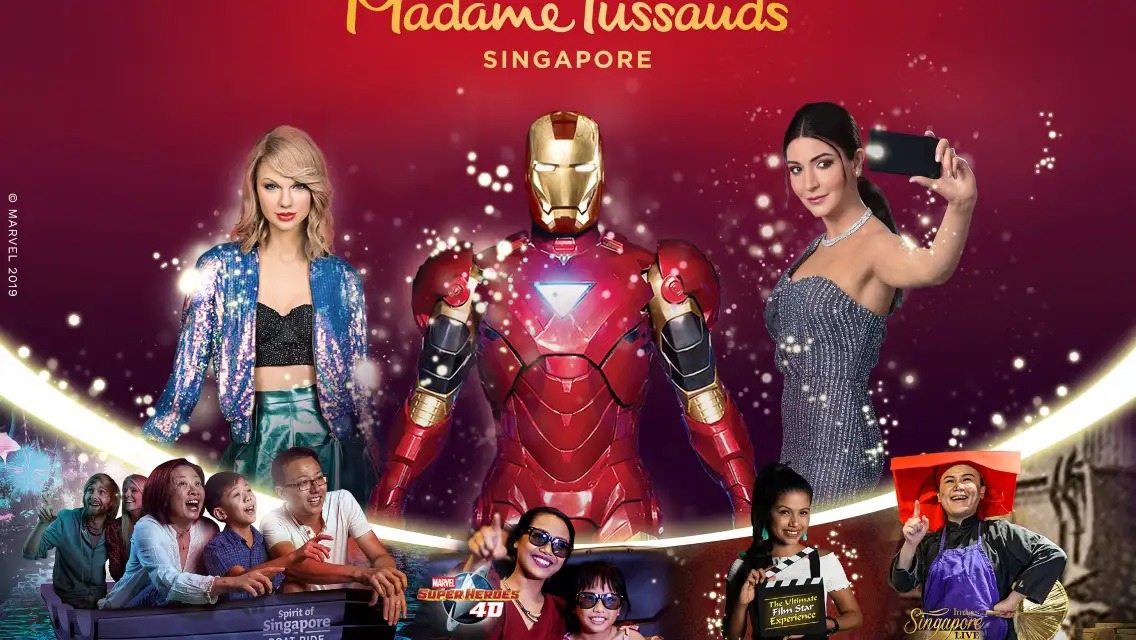 Madame Tussauds
SINGAPORE
© MARVEL 2019
MARVEL
SUPER HEROES
4D
Spirit of
Singapore
BOAT RIDE
The Ultimate
Film Star
Experience
Images of
Singapore
LIVE